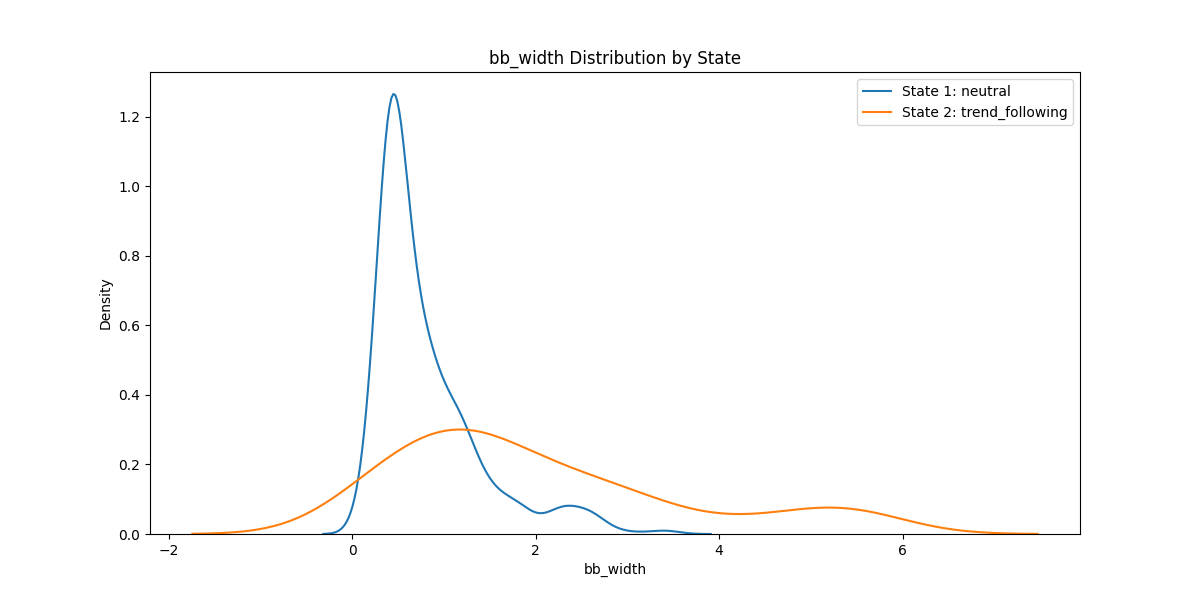 bb_width Distribution by State
State 1: neutral
State 2: trend_following
Density
1.2
1.0
0.8
0.6
0.4
0.2
0.0
−2
0
2
4
6
bb_width